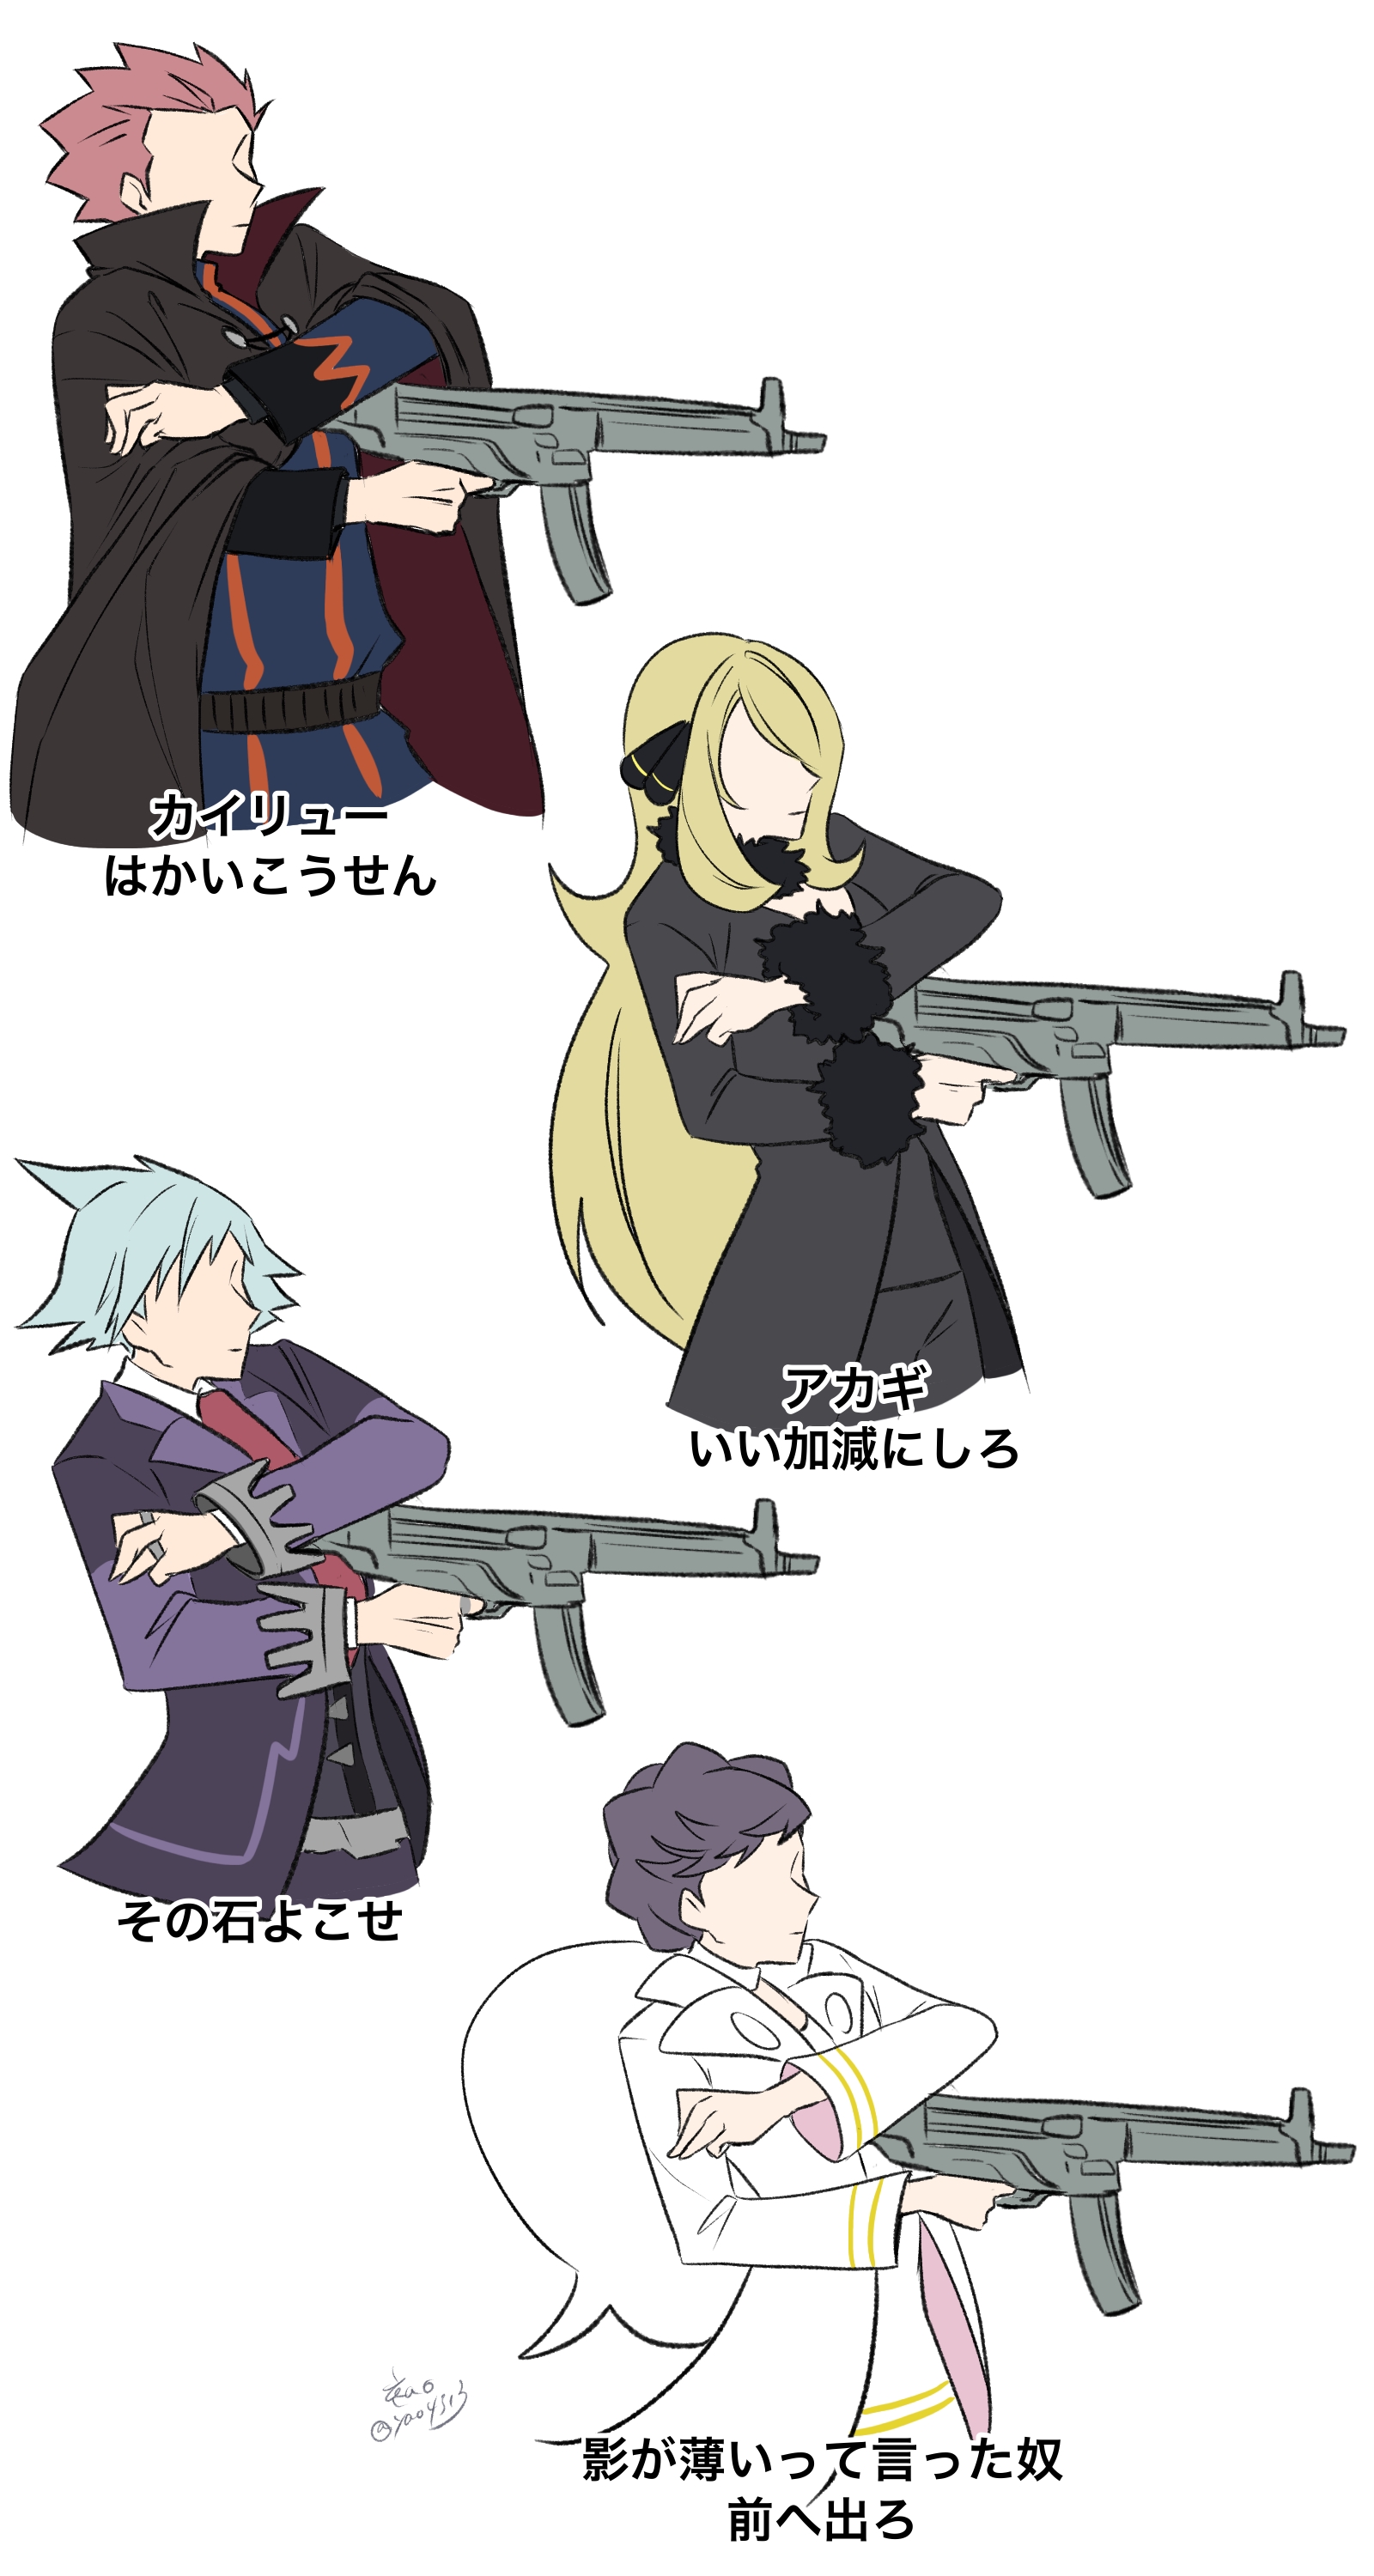 カイリュー
はかいこうせん
アカギ
いい加減にしろ
その石よこせ
影が薄いって言った奴
前へ出ろ